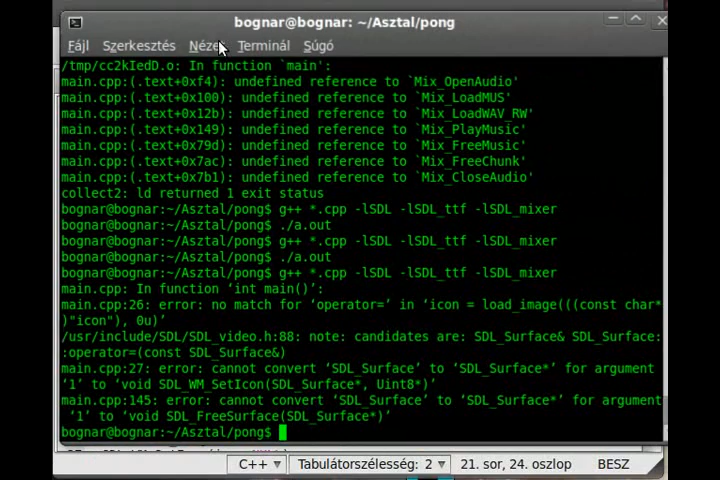 bognar@bognar: ~/Asztal/pong
Fájl Szerkesztés Nézet Terminál Súgó
/tmp/cc2kIedD.o: In function `main':
main.cpp:(.text+0xf4): undefined reference to `Mix_OpenAudio'
main.cpp:(.text+0x100): undefined reference to `Mix_LoadMUS'
main.cpp:(.text+0x12b): undefined reference to `Mix_LoadWAV_RW'
main.cpp:(.text+0x149): undefined reference to `Mix_PlayMusic'
main.cpp:(.text+0x79d): undefined reference to `Mix_FreeMusic'
main.cpp:(.text+0x7ac): undefined reference to `Mix_FreeChunk'
main.cpp:(.text+0x7b1): undefined reference to `Mix_CloseAudio'
collect2: ld returned 1 exit status
bognar@bognar:~/Asztal/pong$ g++ *.cpp -lSDL -lSDL_ttf -lSDL_mixer
bognar@bognar:~/Asztal/pong$ ./a.out
bognar@bognar:~/Asztal/pong$ g++ *.cpp -lSDL -lSDL_ttf -lSDL_mixer
bognar@bognar:~/Asztal/pong$ ./a.out
bognar@bognar:~/Asztal/pong$ g++ *.cpp -lSDL -lSDL_ttf -lSDL_mixer
main.cpp: In function ‘int main()’:
main.cpp:26: error: no match for ‘operator=’ in ‘icon = load_image(((const char*
)"icon"), 0u)’
/usr/include/SDL/SDL_video.h:88: note: candidates are: SDL_Surface& SDL_Surface:
:operator=(const SDL_Surface&)
main.cpp:27: error: cannot convert ‘SDL_Surface’ to ‘SDL_Surface*’ for argument
‘1’ to ‘void SDL_WM_SetIcon(SDL_Surface*, Uint8*)’
main.cpp:145: error: cannot convert ‘SDL_Surface’ to ‘SDL_Surface*’ for argument
‘1’ to ‘void SDL_FreeSurface(SDL_Surface*)’
bognar@bognar:~/Asztal/pong$
C++ Tabulátorszélesség: 2 21. sor, 24. oszlop BESZ